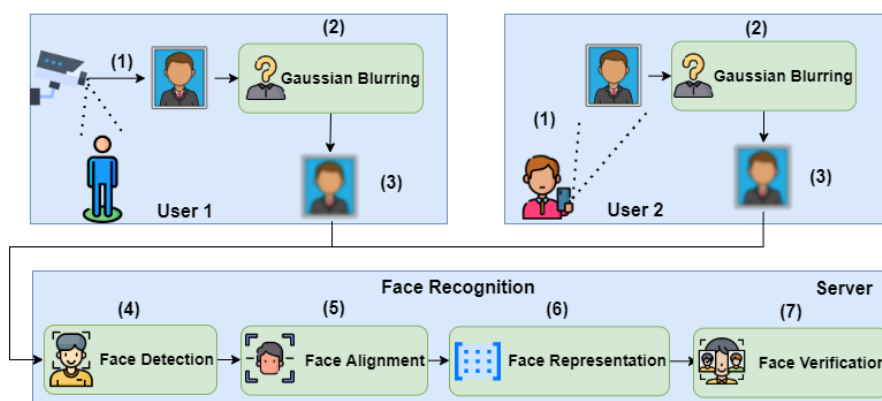 (2)
(1)
Gaussian Blurring
(3)
User 1
(2)
Gaussian Blurring
(1)
(3)
User 2
Face Recognition
Server
(4)
(5)
(6)
(7)
Face Detection
Face Alignment
Face Representation
Face Verification